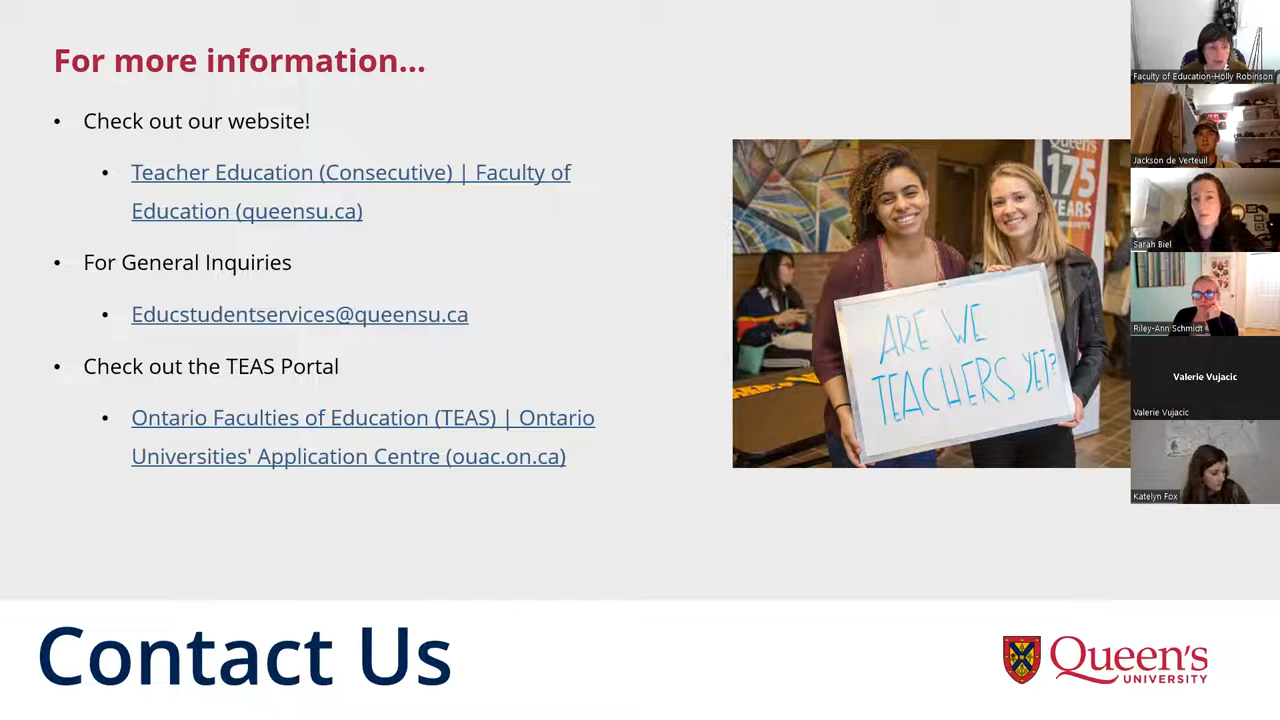 For more information...
• Check out our website!
• Teacher Education (Consecutive) | Faculty of
Education (queensu.ca)
• For General Inquiries
• Educstudentservices@queensu.ca
• Check out the TEAS Portal
• Ontario Faculties of Education (TEAS) | Ontario
Universities' Application Centre (ouac.on.ca)
Queen's
175
YEARS
ARE WE
TEACHERS YET?
Faculty of Education-Holly Robinson
Jackson de Verteuil
Sarah Biel
Riley-Ann Schmidt
Valerie Vujacic
Valerie Vujacic
Katelyn Fox
Contact Us
Queen's
UNIVERSITY